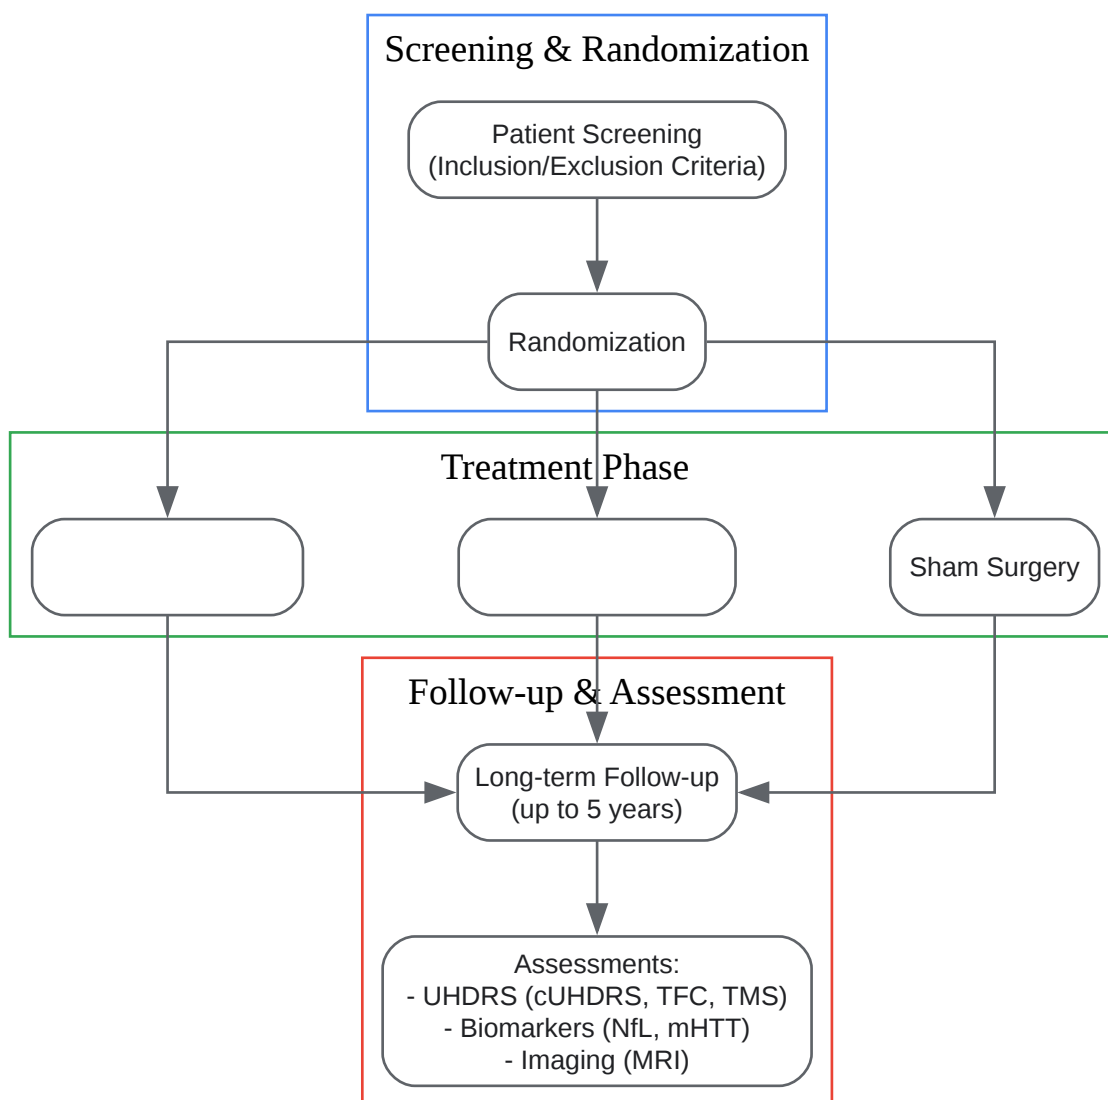 Screening & Randomization
Patient Screening
(Inclusion/Exclusion Criteria)
Randomization
Treatment Phase
Sham Surgery
Follow-up & Assessment
Long-term Follow-up
(up to 5 years)
Assessments:
- UHDRS (cUHDRS, TFC, TMS)
- Biomarkers (NfL, mHTT)
- Imaging (MRI)